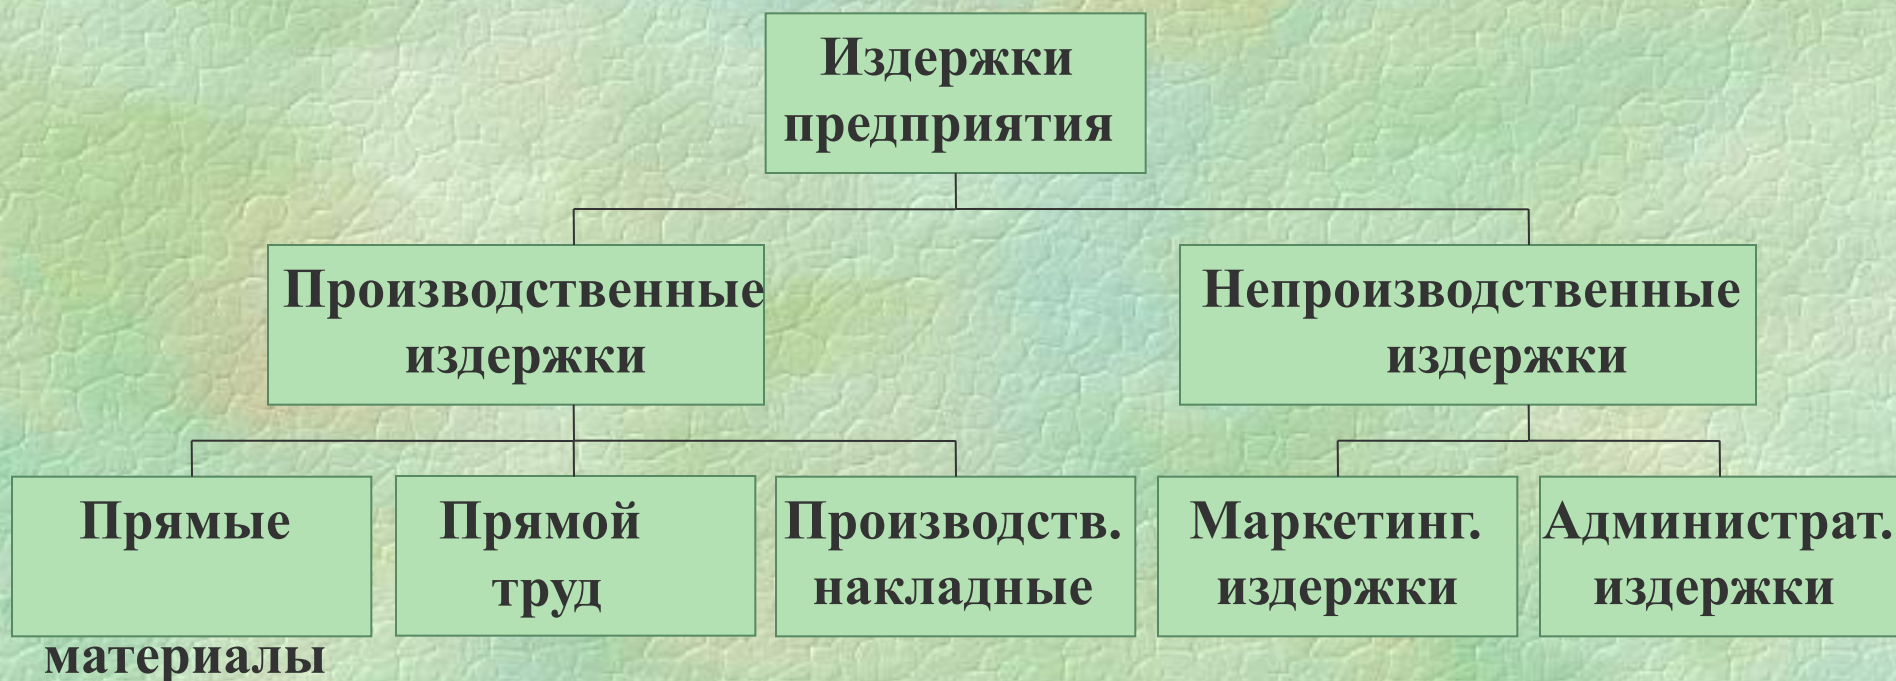 Издержки
предприятия
Производственные
издержки
Непроизводственные
издержки
Прямые
материалы
Прямой
труд
Производств.
накладные
Маркетинг.
издержки
Администрат.
издержки